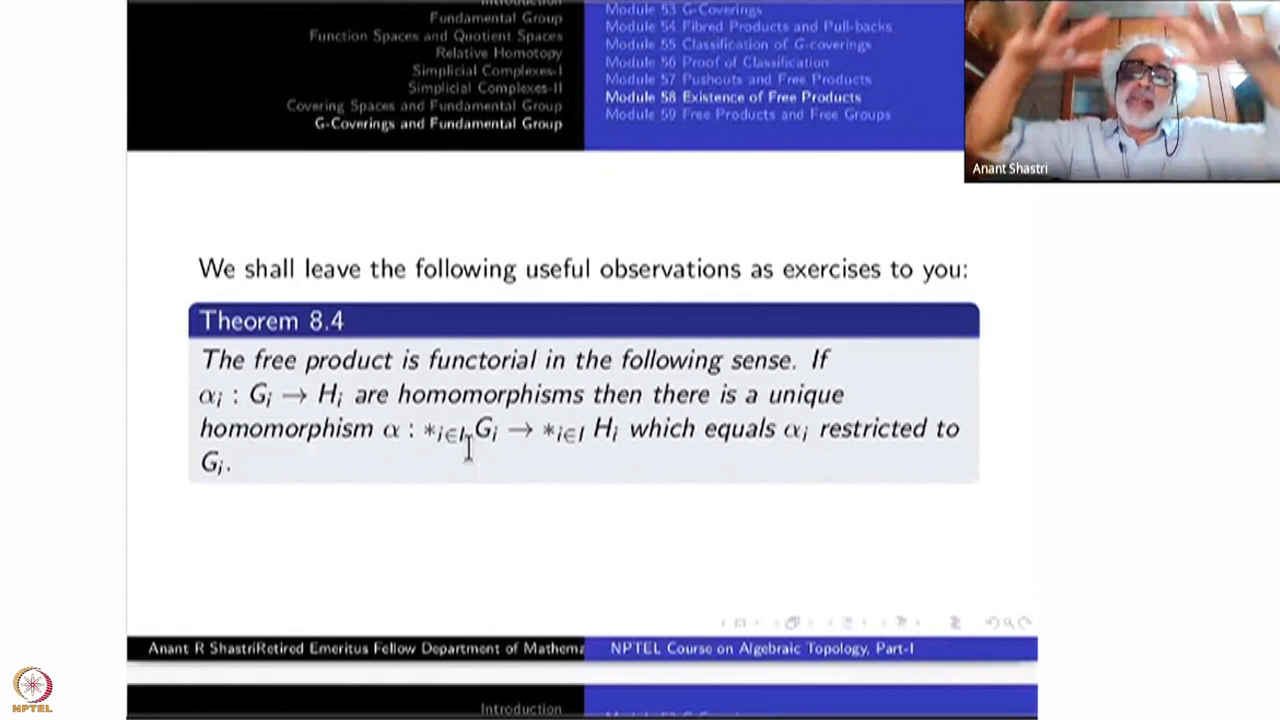 Introduction
Fundamental Group
Function Spaces and Quotient Spaces
Relative Homotopy
Simplicial Complexes-I
Simplicial Complexes-II
Covering Spaces and Fundamental Group
G-Coverings and Fundamental Group
Module 53 G-Coverings
Module 54 Fibred Products and Pull-backs
Module 55 Classification of G-coverings
Module 56 Proof of Classification
Module 57 Pushouts and Free Products
Module 58 Existence of Free Products
Module 59 Free Products and Free Groups
Anant Shastri
We shall leave the following useful observations as exercises to you:
Theorem 8.4
The free product is functorial in the following sense. If
αᵢ : Gᵢ → Hᵢ are homomorphisms then there is a unique
homomorphism α : *ᵢ∈I Gᵢ → *ᵢ∈I Hᵢ which equals αᵢ restricted to
Gᵢ.
Anant R ShastriRetired Emeritus Fellow Department of Mathema
NPTEL Course on Algebraic Topology, Part-I
NPTEL
Introduction